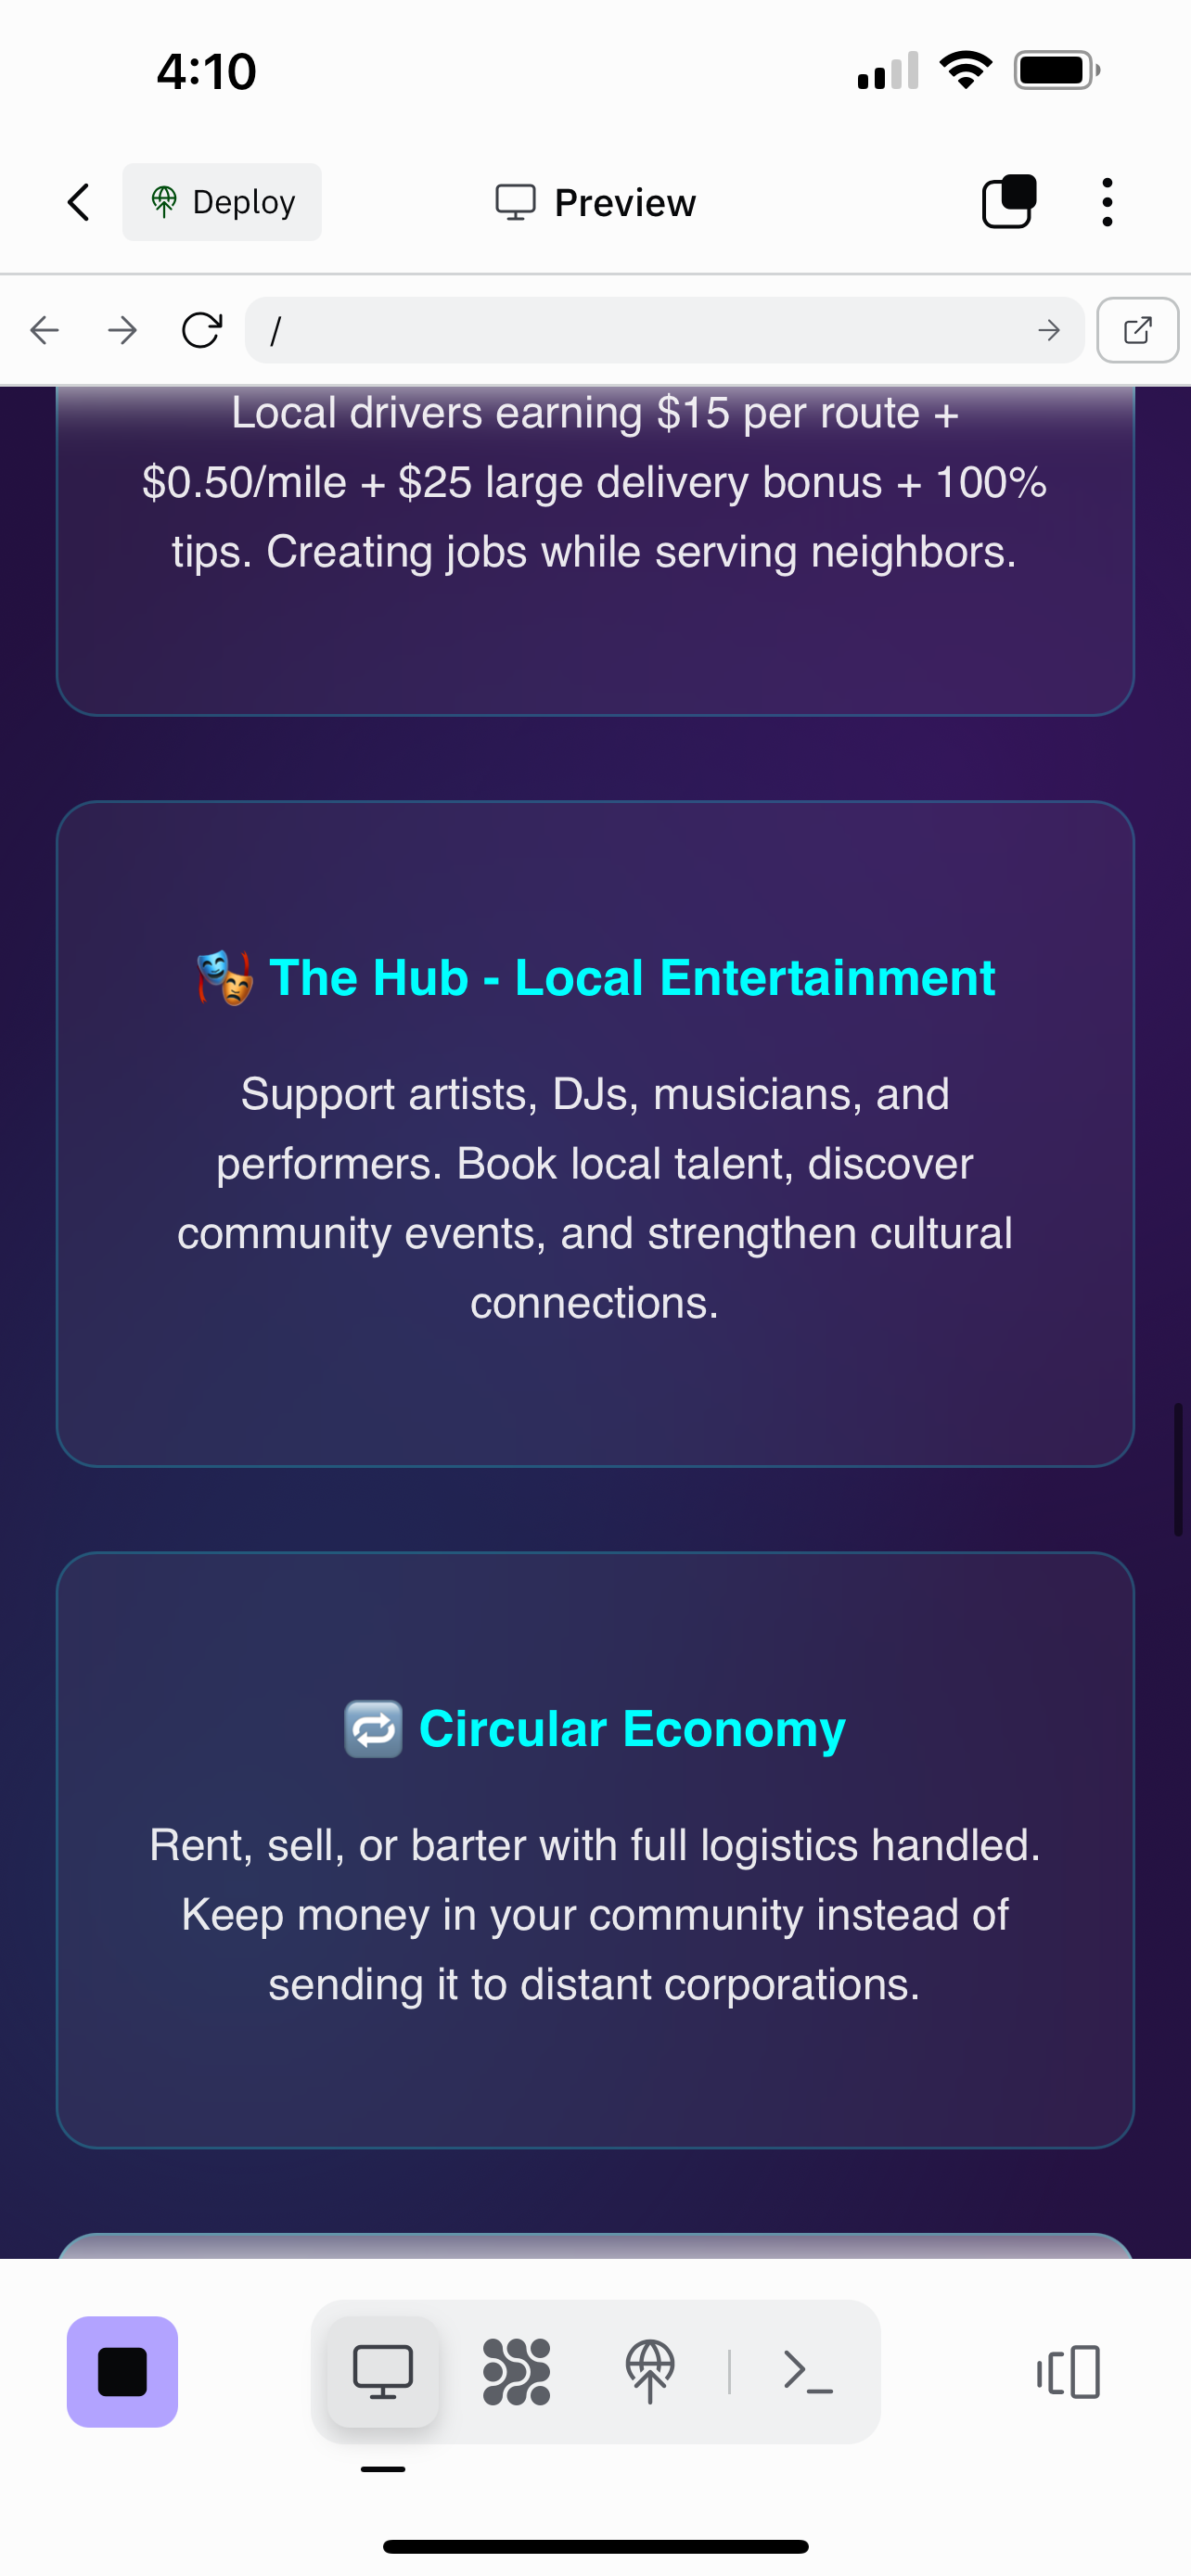 4:10
Deploy
Preview
/
Local drivers earning $15 per route +
$0.50/mile + $25 large delivery bonus + 100%
tips. Creating jobs while serving neighbors.
🎭 The Hub - Local Entertainment
Support artists, DJs, musicians, and
performers. Book local talent, discover
community events, and strengthen cultural
connections.
🔁 Circular Economy
Rent, sell, or barter with full logistics handled.
Keep money in your community instead of
sending it to distant corporations.